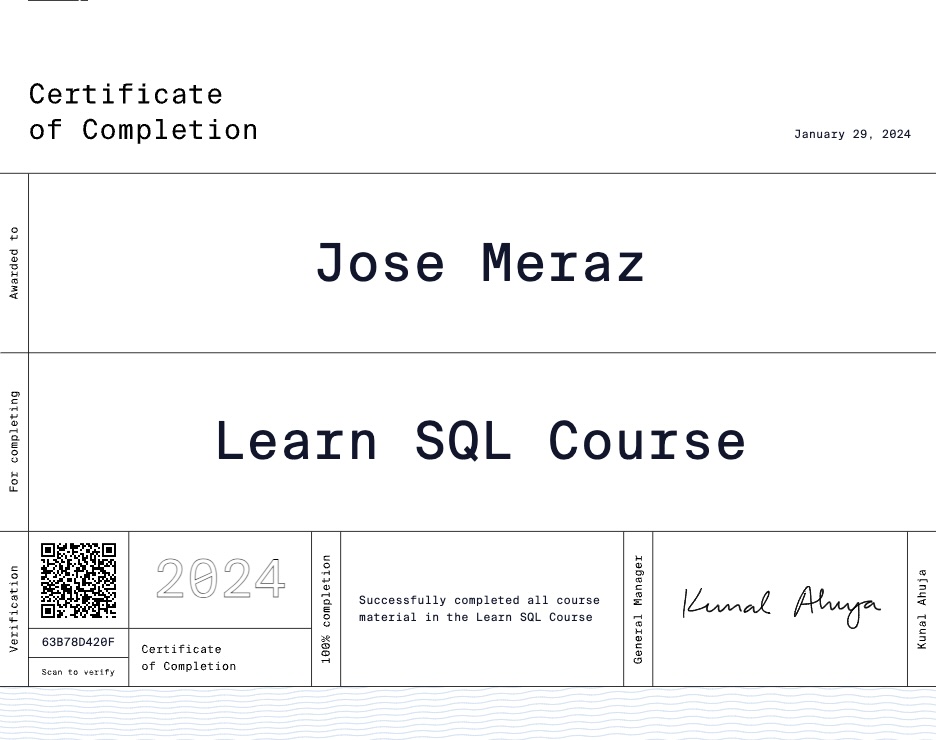 Certificate
of Completion
January 29, 2024
Awarded to
Jose Meraz
For completing
Learn SQL Course
Verification
63B78D420F
Scan to verify
2024
Certificate
of Completion
100% completion
Successfully completed all course
material in the Learn SQL Course
General Manager
Kunal Ahuja
Kunal Ahuja